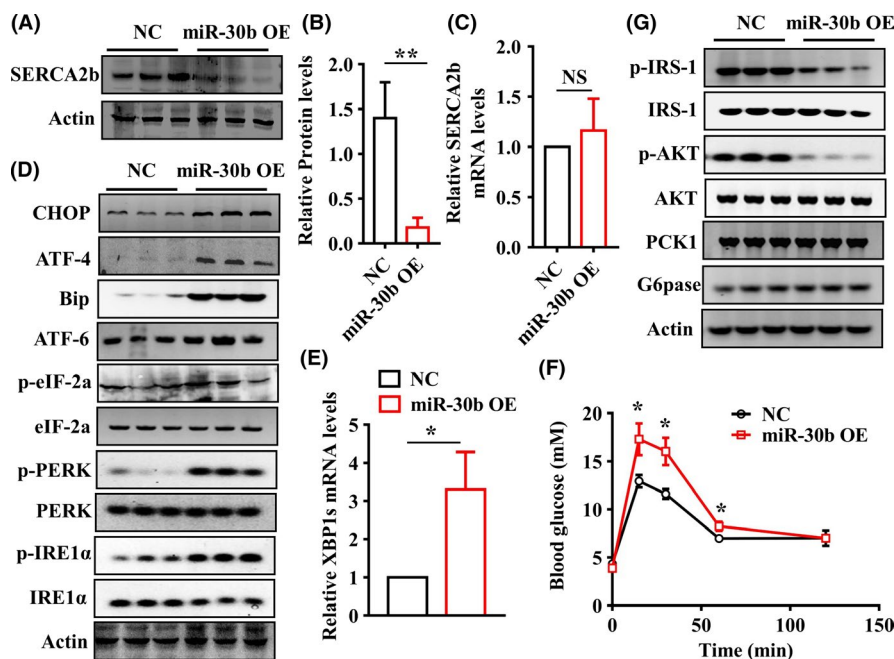 (A)
NC
miR-30b OE
SERCA2b
Actin
(B)
Relative Protein levels
2.0
1.5
1.0
0.5
0.0
**
NC
miR-30b OE
(C)
Relative SERCA2b
mRNA levels
2.0
1.5
1.0
0.5
0.0
NS
NC
miR-30b OE
(D)
NC
miR-30b OE
CHOP
ATF-4
Bip
ATF-6
p-eIF-2a
eIF-2a
p-PERK
PERK
p-IRE1α
IRE1α
Actin
(E)
NC
miR-30b OE
Relative XBP1s mRNA levels
5
4
3
2
1
0
*
(G)
NC
miR-30b OE
p-IRS-1
IRS-1
p-AKT
AKT
PCK1
G6pase
Actin
(F)
Blood glucose (mM)
20
15
10
5
0
* *
*
NC
miR-30b OE
0 50 100 150
Time (min)